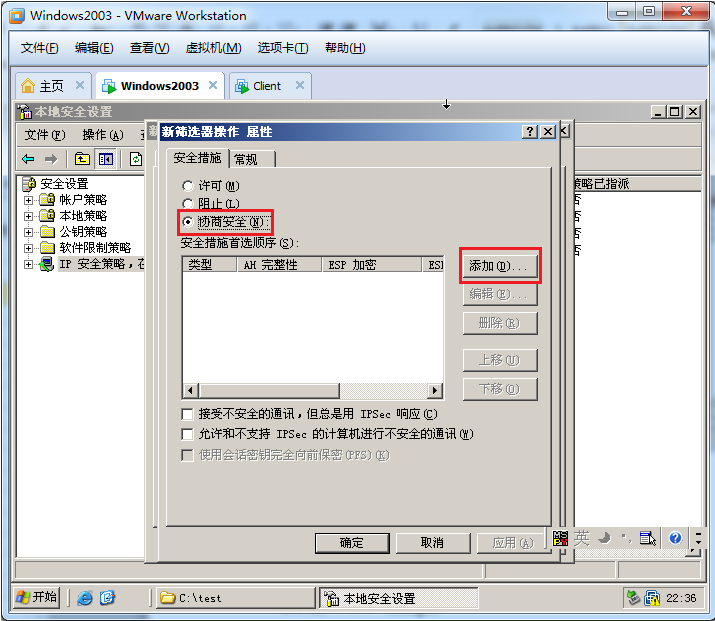 Windows2003 - VMware Workstation
文件(F) 编辑(E) 查看(V) 虚拟机(M) 选项卡(T) 帮助(H)
主页 Windows2003 Client
本地安全设置
文件(F) 操作(A)
新筛选器操作 属性
安全措施 常规
安全设置
帐户策略
本地策略
公钥策略
软件限制策略
IP 安全策略，在
策略已指派
否
否
否
否
许可(M)
阻止(L)
协商安全(N):
安全措施首选顺序(S):
类型 AH 完整性 ESP 加密 ESI
添加(D)...
编辑(E)...
删除(R)
上移(U)
下移(O)
接受不安全的通讯，但总是用 IPSec 响应(C)
允许和不支持 IPSec 的计算机进行不安全的通讯(W)
使用会话密钥完全向前保密(PFS)(K)
确定 取消 应用(A)
英
开始 C:\test 本地安全设置 22:36